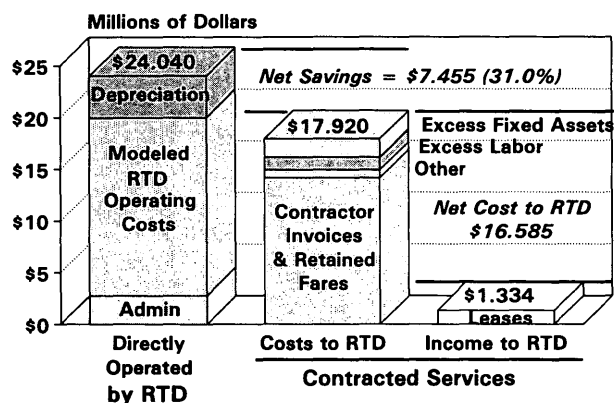 Millions of Dollars
$25
$20
$15
$10
$5
$0
$24.040
Depreciation
Modeled
RTD
Operating
Costs
Admin
Net Savings = $7.455 (31.0%)
$17.920
Contractor
Invoices
& Retained
Fares
Excess Fixed Assets
Excess Labor
Other
Net Cost to RTD
$16.585
$1.334
Leases
Directly
Operated
by RTD
Costs to RTD
Income to RTD
Contracted Services